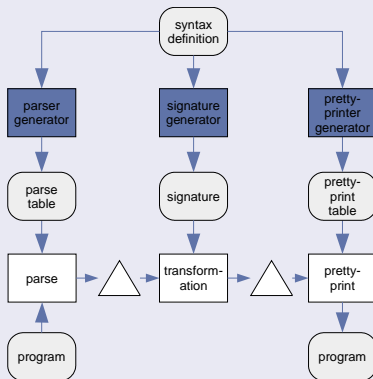 syntax
definition
parser
generator
signature
generator
pretty-
printer
generator
parse
table
signature
pretty-
print
table
parse
transform-
ation
pretty-
print
program
program